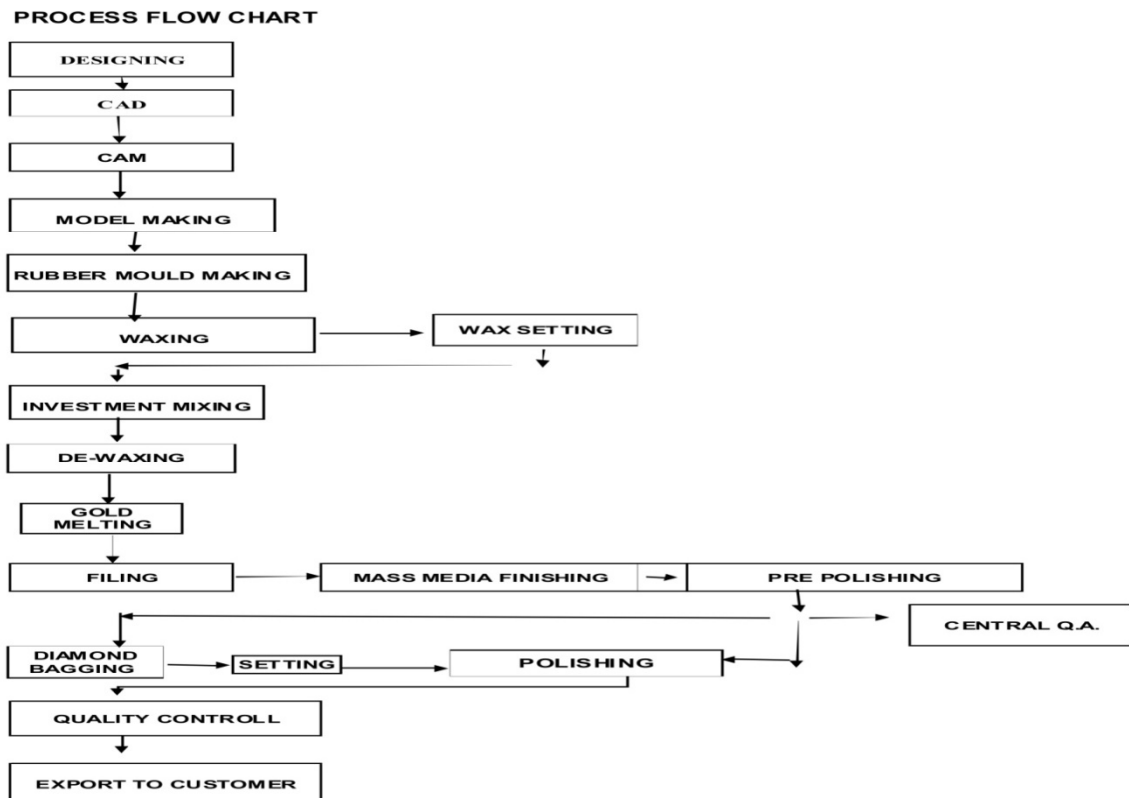 PROCESS FLOW CHART
DESIGNING
CAD
CAM
MODEL MAKING
RUBBER MOULD MAKING
WAXING
WAX SETTING
INVESTMENT MIXING
DE-WAXING
GOLD
MELTING
FILING
MASS MEDIA FINISHING
PRE POLISHING
CENTRAL Q.A.
DIAMOND
BAGGING
SETTING
POLISHING
QUALITY CONTROLL
EXPORT TO CUSTOMER